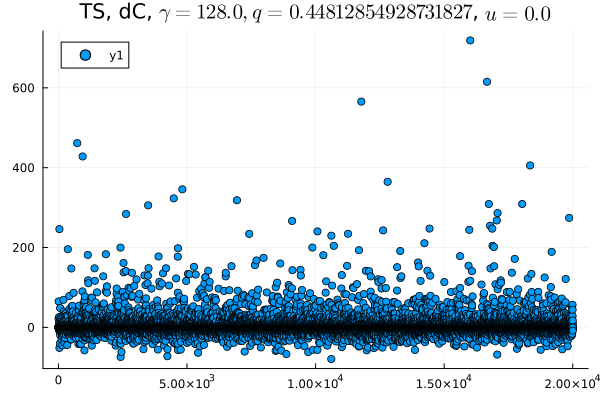 TS, dC, γ = 128.0, q = 0.44812854928731827, u = 0.0
y1
600
400
200
0
0 5.00×10³ 1.00×10⁴ 1.50×10⁴ 2.00×10⁴